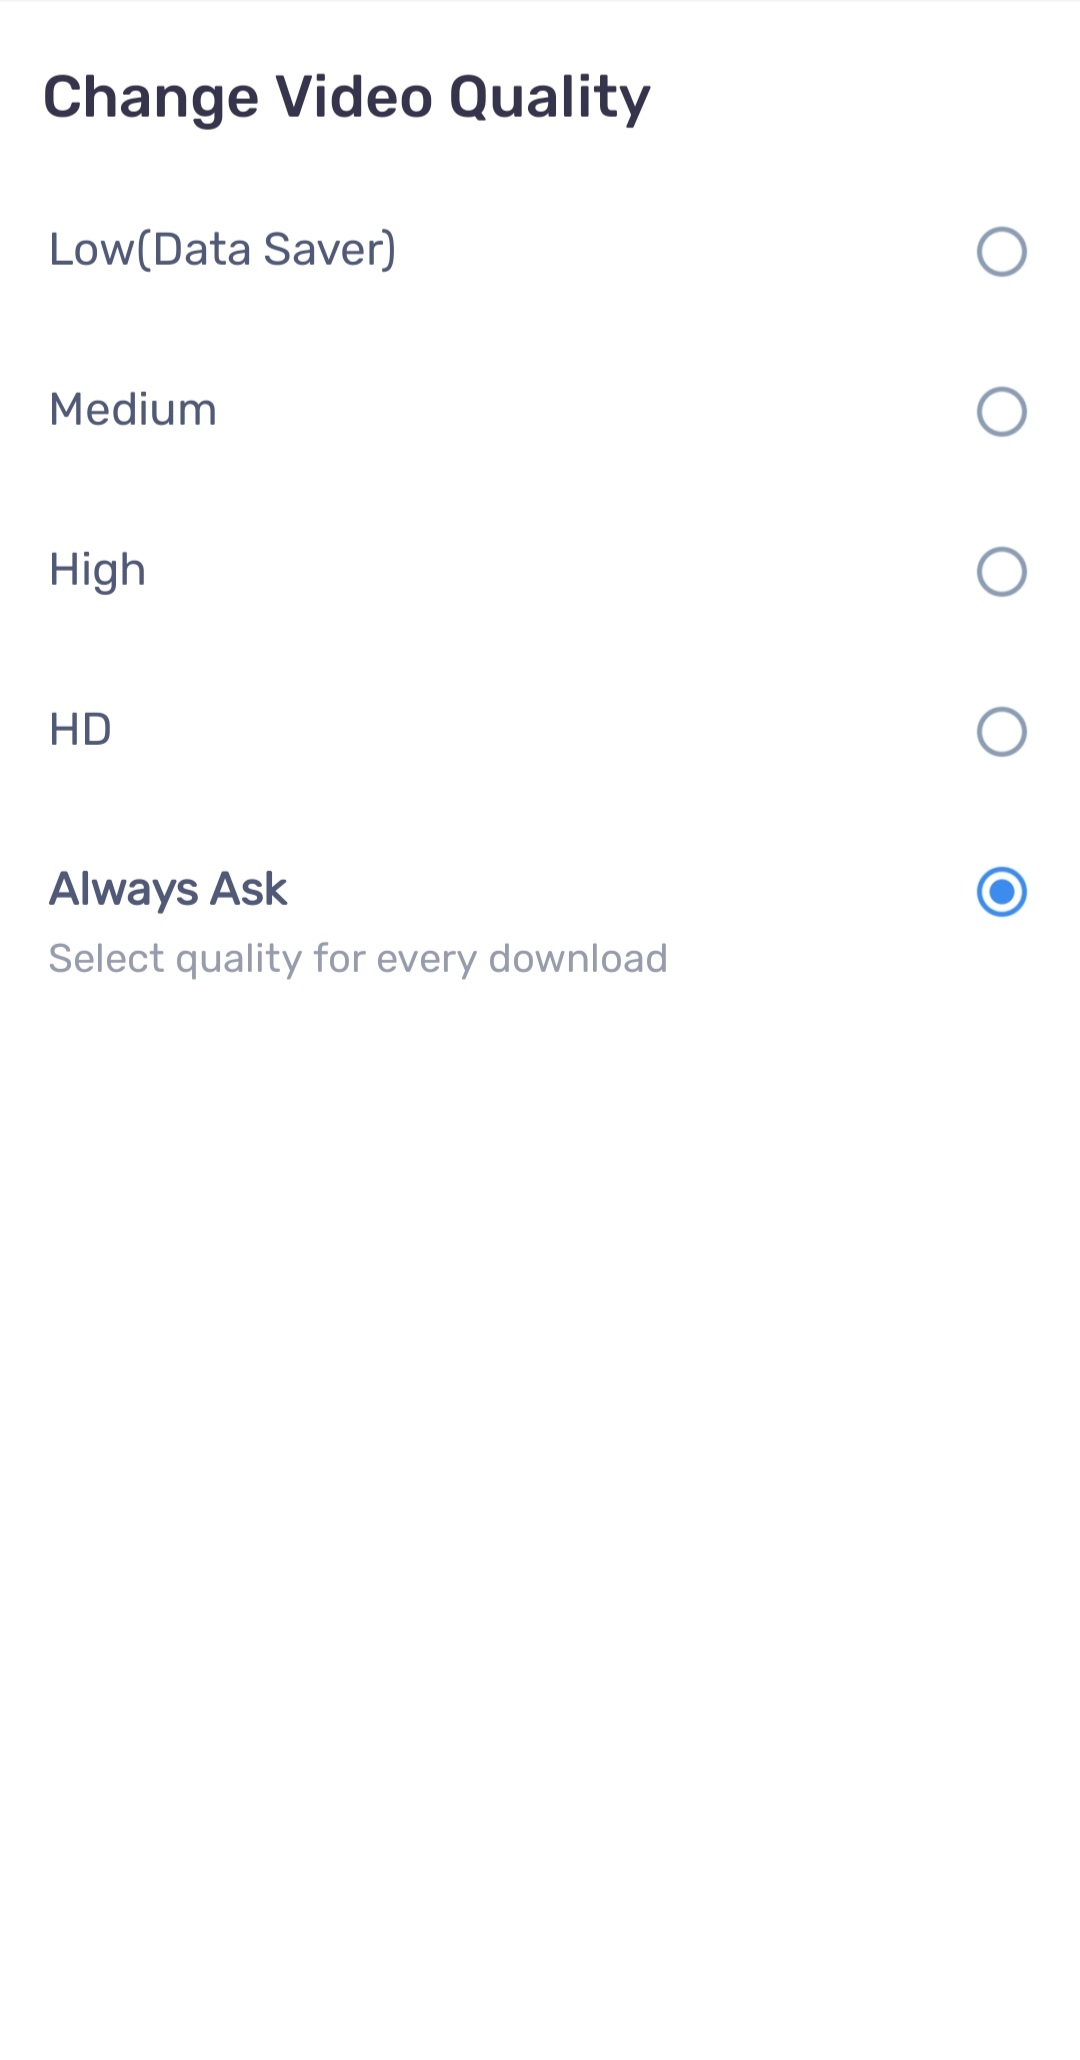 Change Video Quality
Low(Data Saver)
Medium
High
HD
Always Ask
Select quality for every download